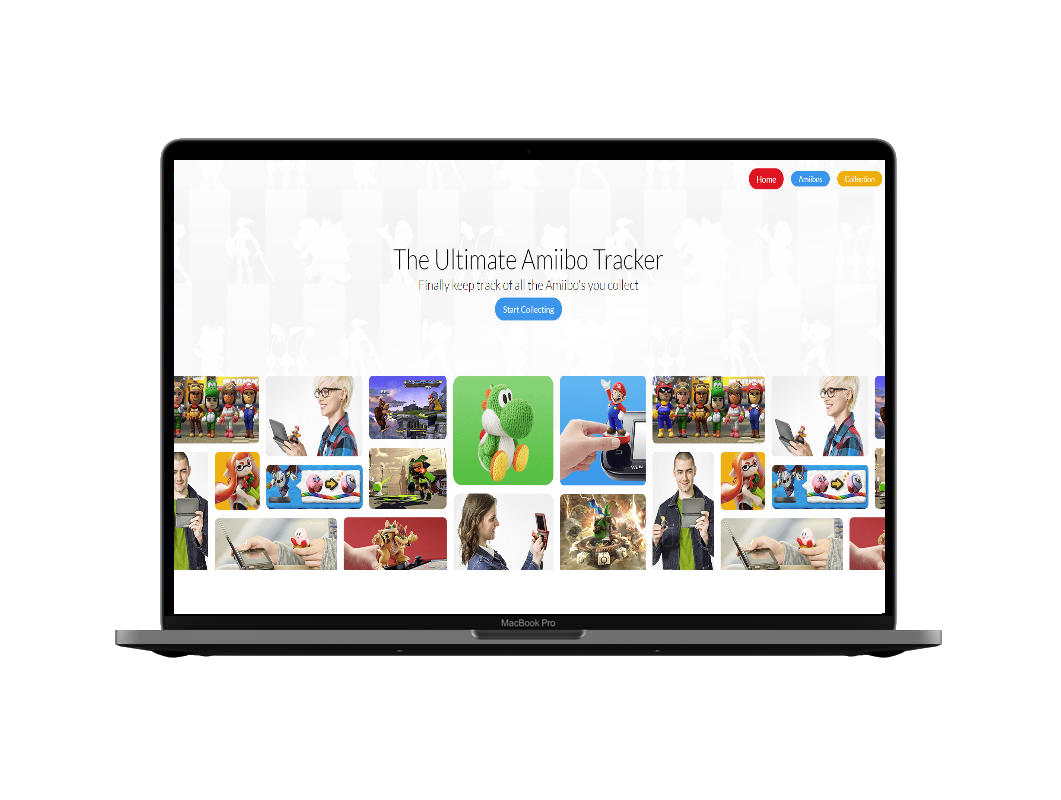 Home
Amiibos
Collection
The Ultimate Amiibo Tracker
Finally keep track of all the Amiibo's you collect
Start Collecting
MacBook Pro